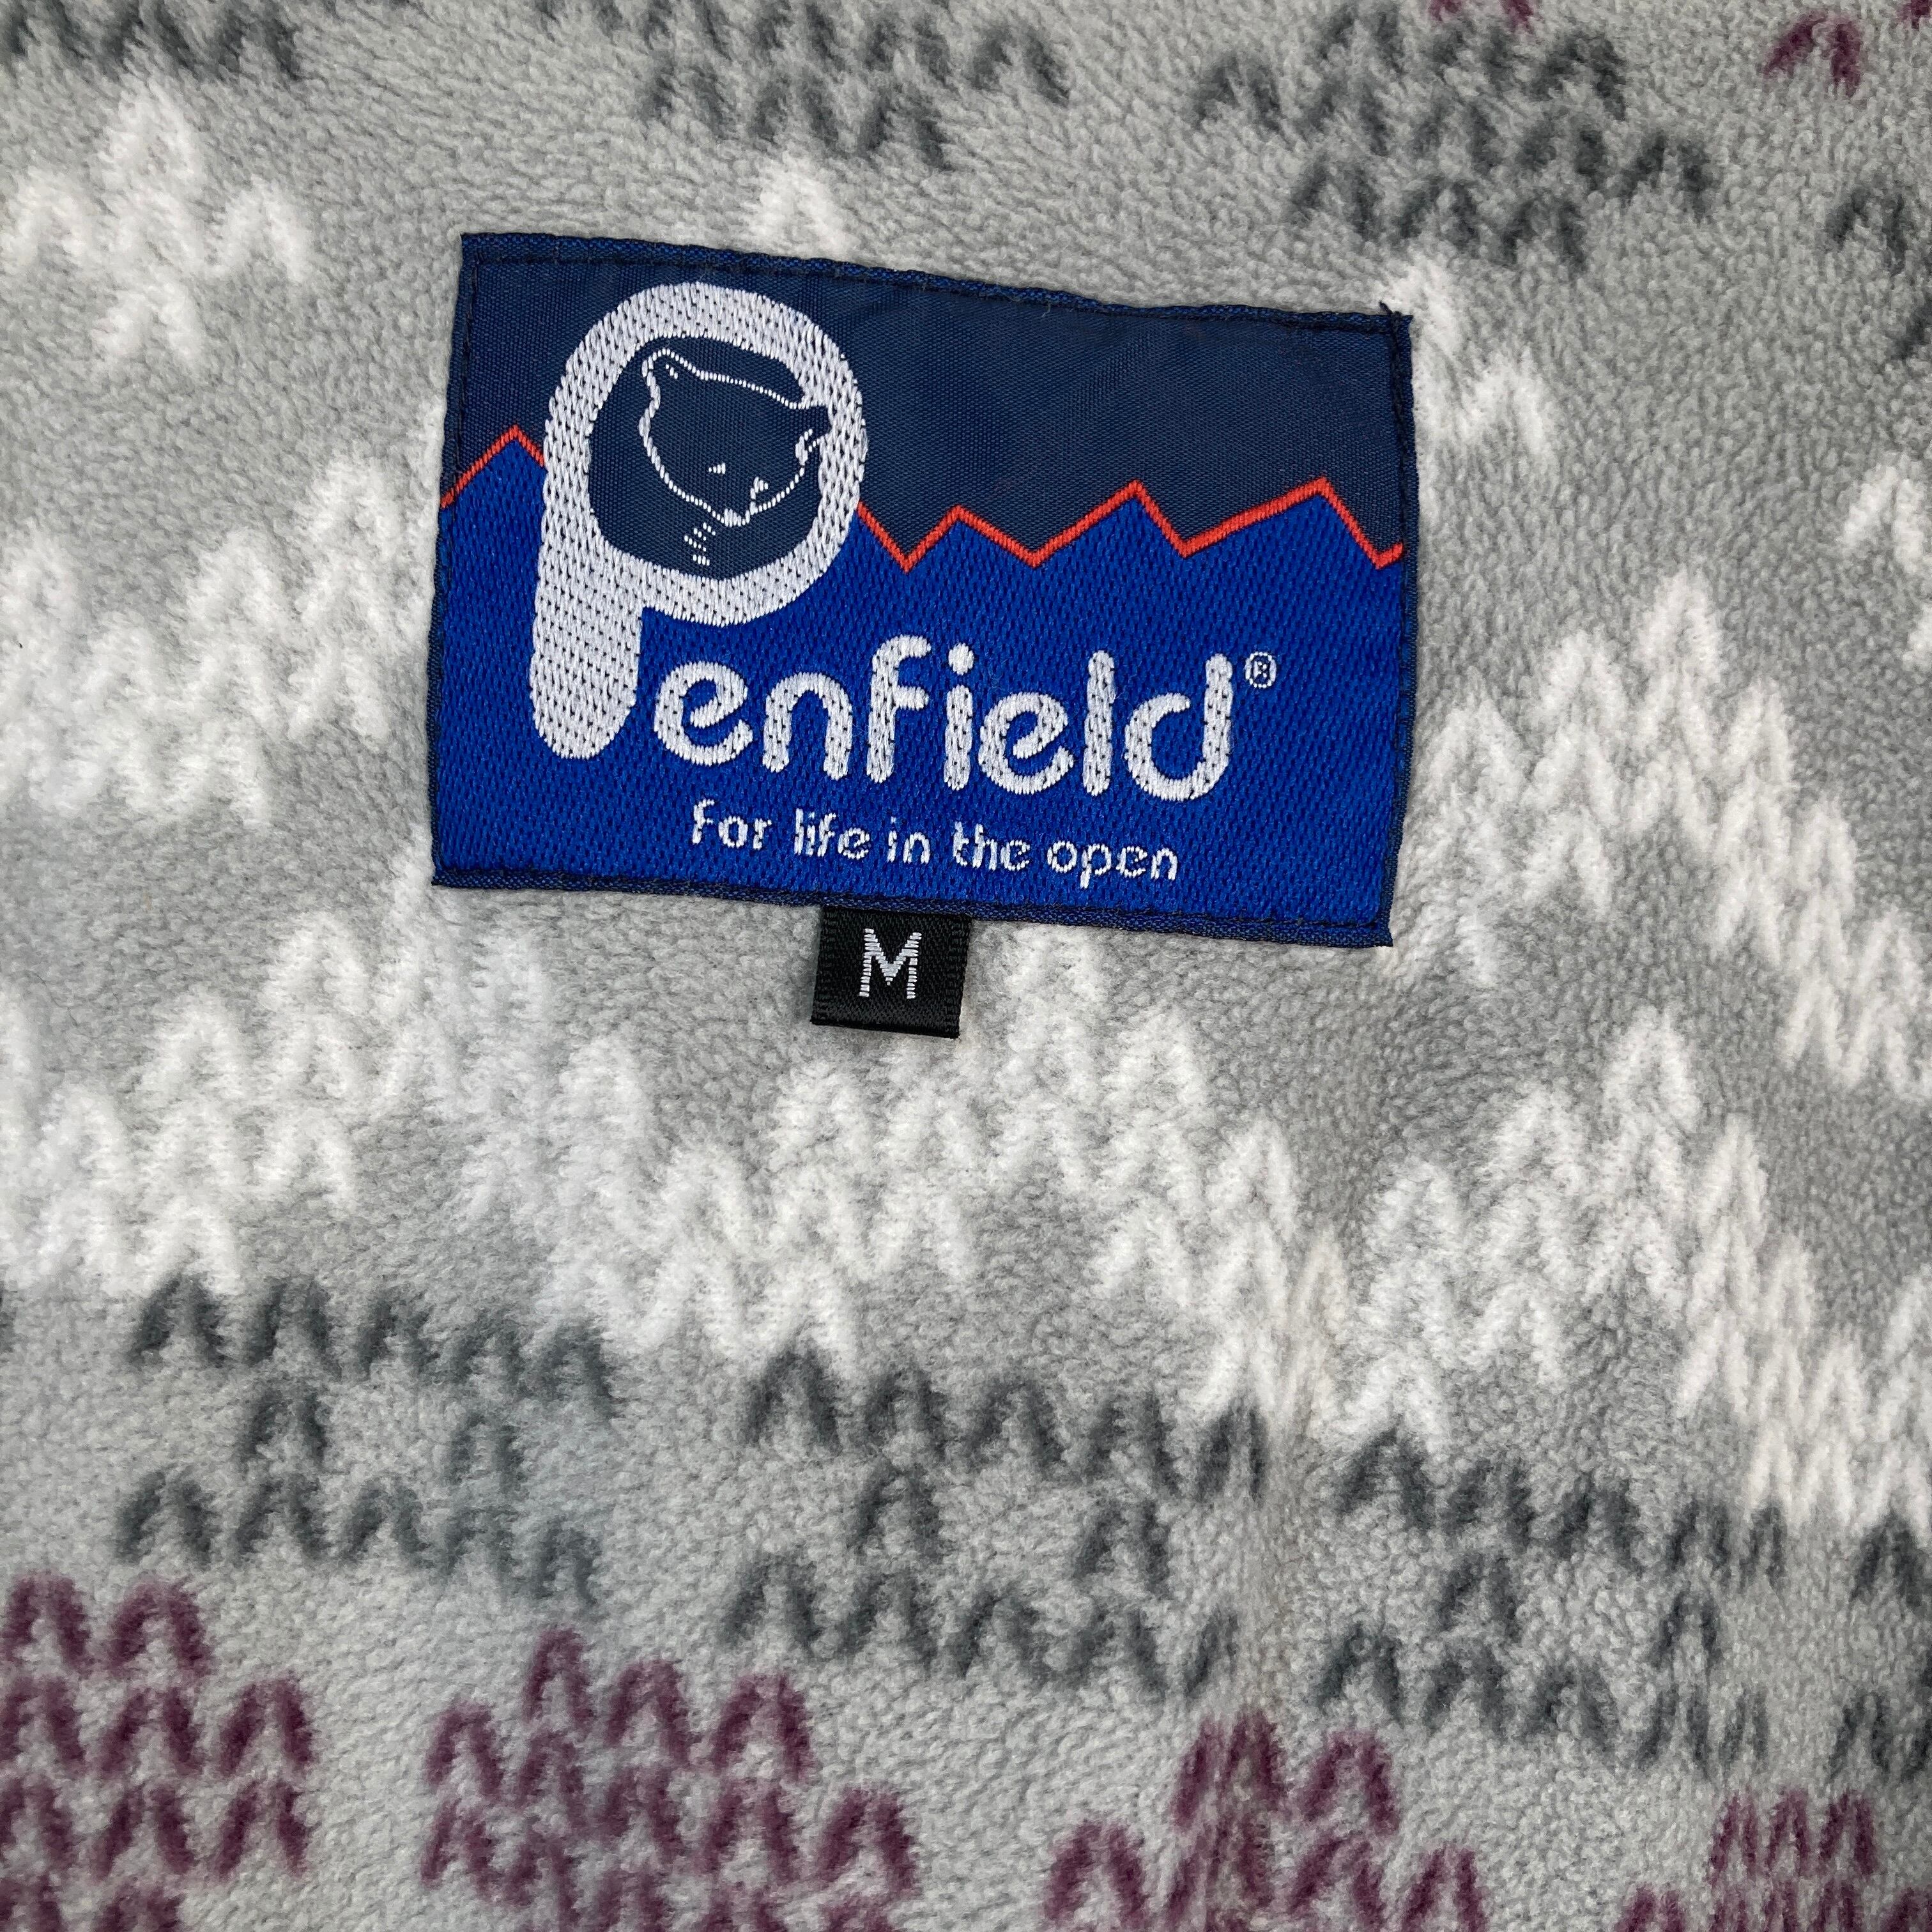 Penfield®
for life in the open
M